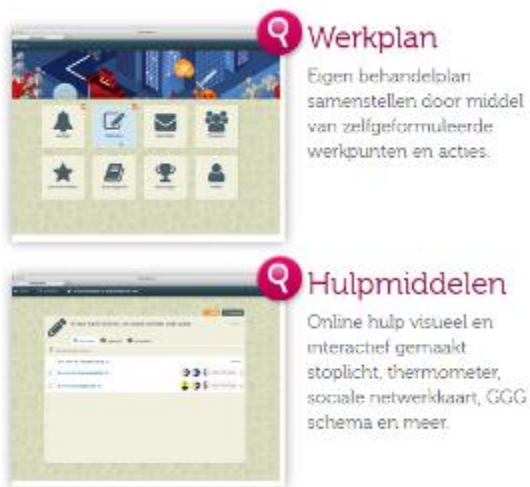 Werkplan
Eigen behandelplan
samenstellen door middel
van zelfgeformuleerde
werkpunten en acties.
Hulpmiddelen
Online hulp visueel en
interactief gemaakt
stoplicht, thermometer,
sociale netwerkkaart, GGG
schema en meer.